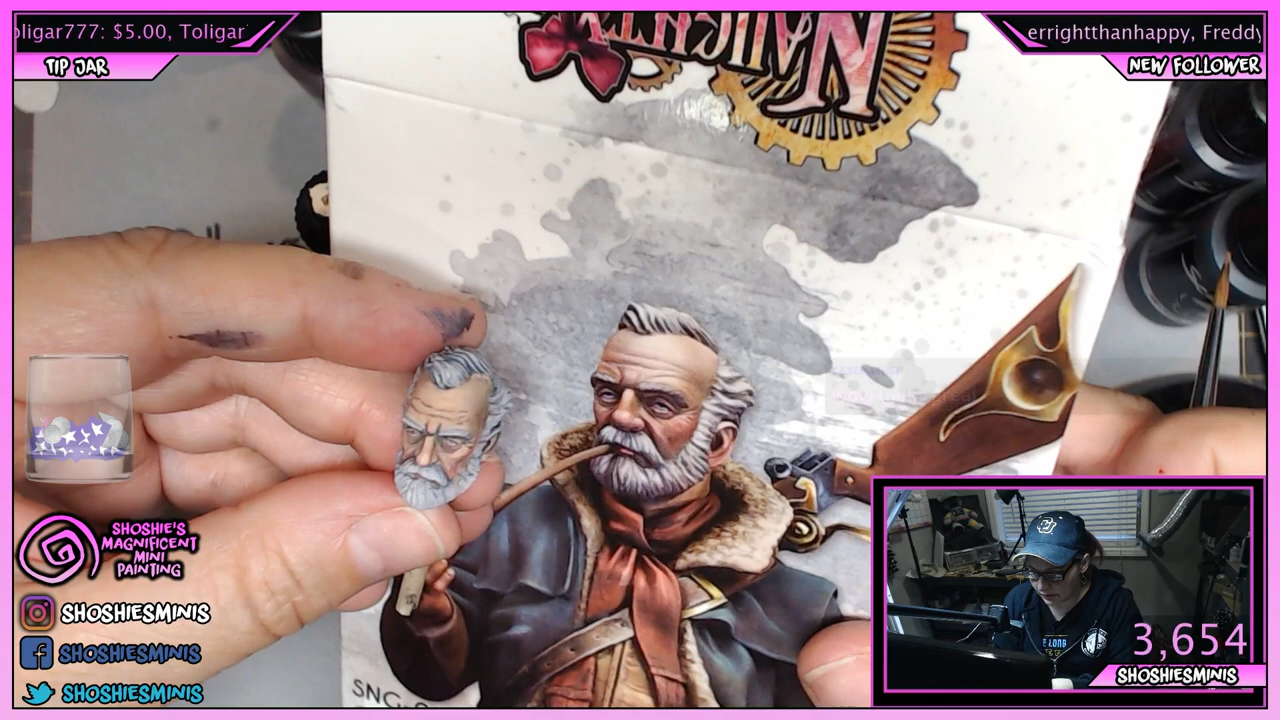 oligar777: $5.00, Toligar
TIP JAR
errightthanhappy, Freddy
NEW FOLLOWER
SHOSHIE'S
MAGNIFICENT
MINI
PAINTING
SHOSHIESMINIS
SHOSHIESMINIS
SHOSHIESMINIS
SNG
3,654
SHOSHIESMINIS